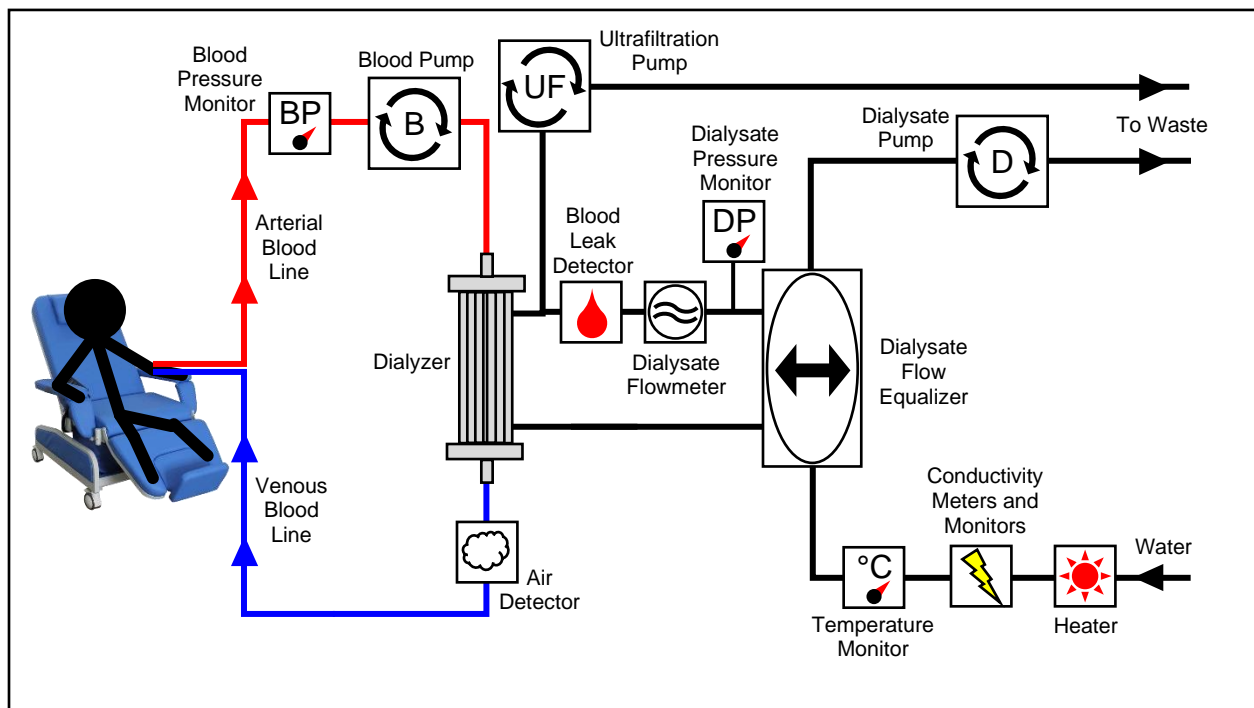 Ultrafiltration
Pump
Blood
Pressure
Monitor
Blood Pump
UF
BP
B
Dialysate
Pump
To Waste
Dialysate
Pressure
Monitor
D
Arterial
Blood
Line
Blood
Leak
Detector
DP
Dialyzer
Dialysate
Flowmeter
Dialysate
Flow
Equalizer
Venous
Blood
Line
Conductivity
Meters and
Monitors
Water
°C
Air
Detector
Temperature
Monitor
Heater